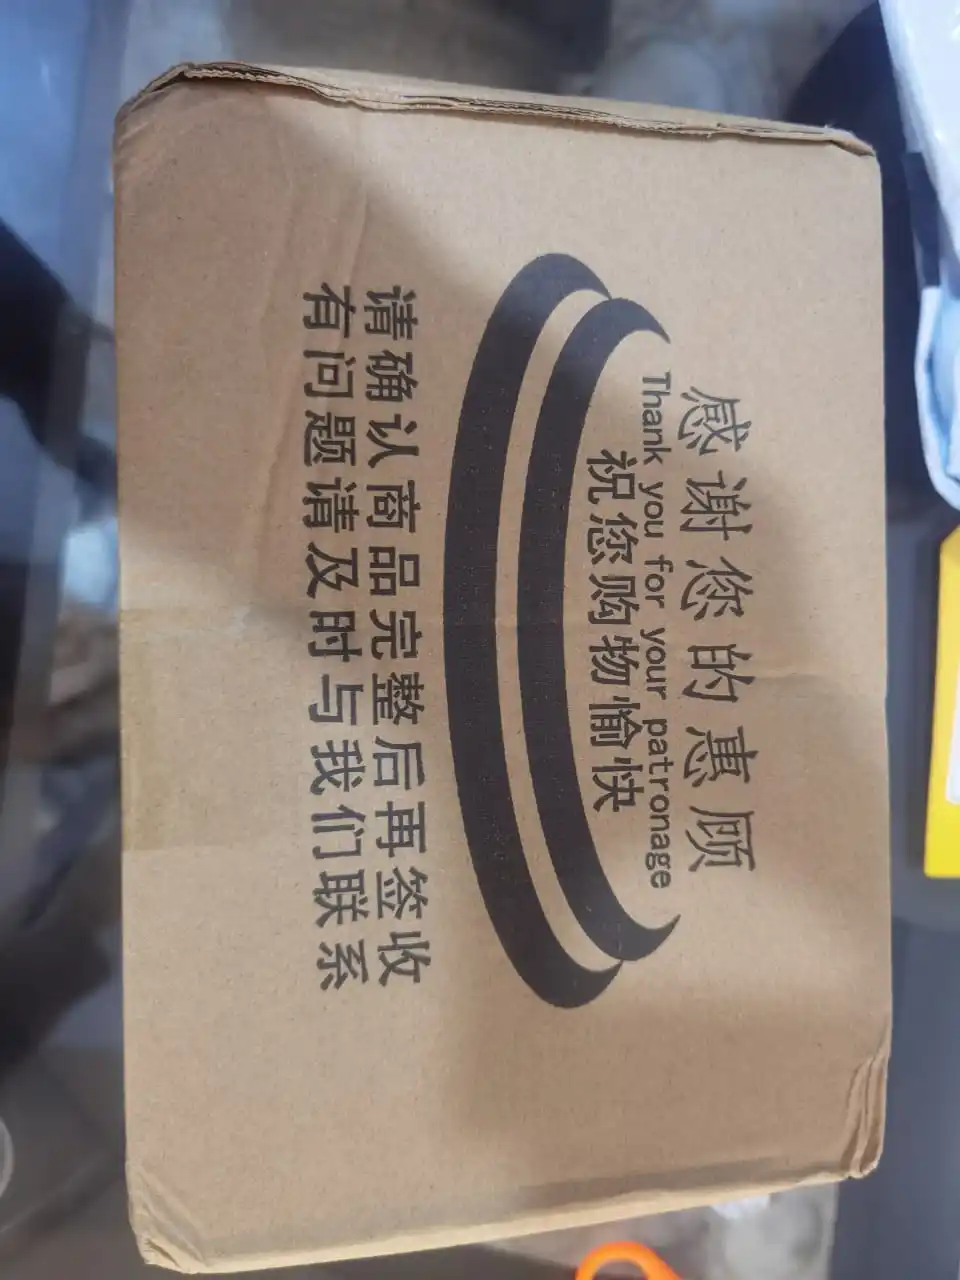 感谢您的惠顾
Thank you for your patronage
祝您购物愉快
请确认商品完整后再签收
有问题请及时与我们联系